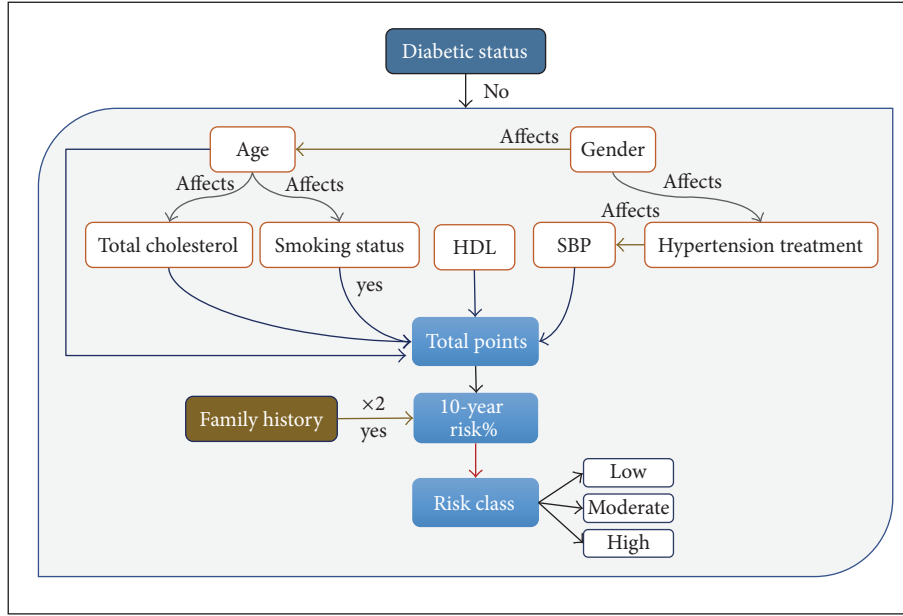 Diabetic status
No
Affects
Age
Gender
Affects
Affects
Affects
Affects
Total cholesterol
Smoking status
HDL
SBP
Hypertension treatment
yes
Total points
×2
Family history
yes
10-year
risk%
Risk class
Low
Moderate
High